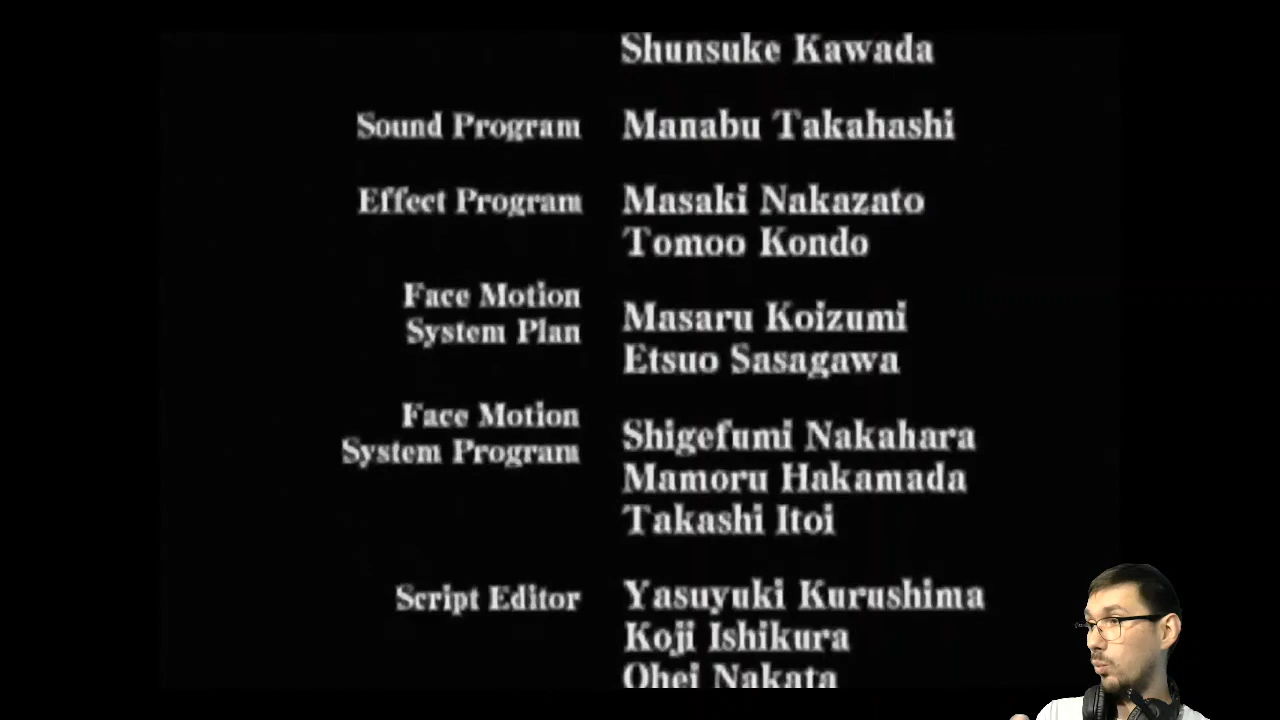 Shunsuke Kawada
Sound Program Manabu Takahashi
Effect Program Masaki Nakazato
Tomoo Kondo
Face Motion
System Plan Masaru Koizumi
Etsuo Sasagawa
Face Motion
System Program Shigefumi Nakahara
Mamoru Hakamada
Takashi Itoi
Script Editor Yasuyuki Kurushima
Koji Ishikura
Ohei Nakata